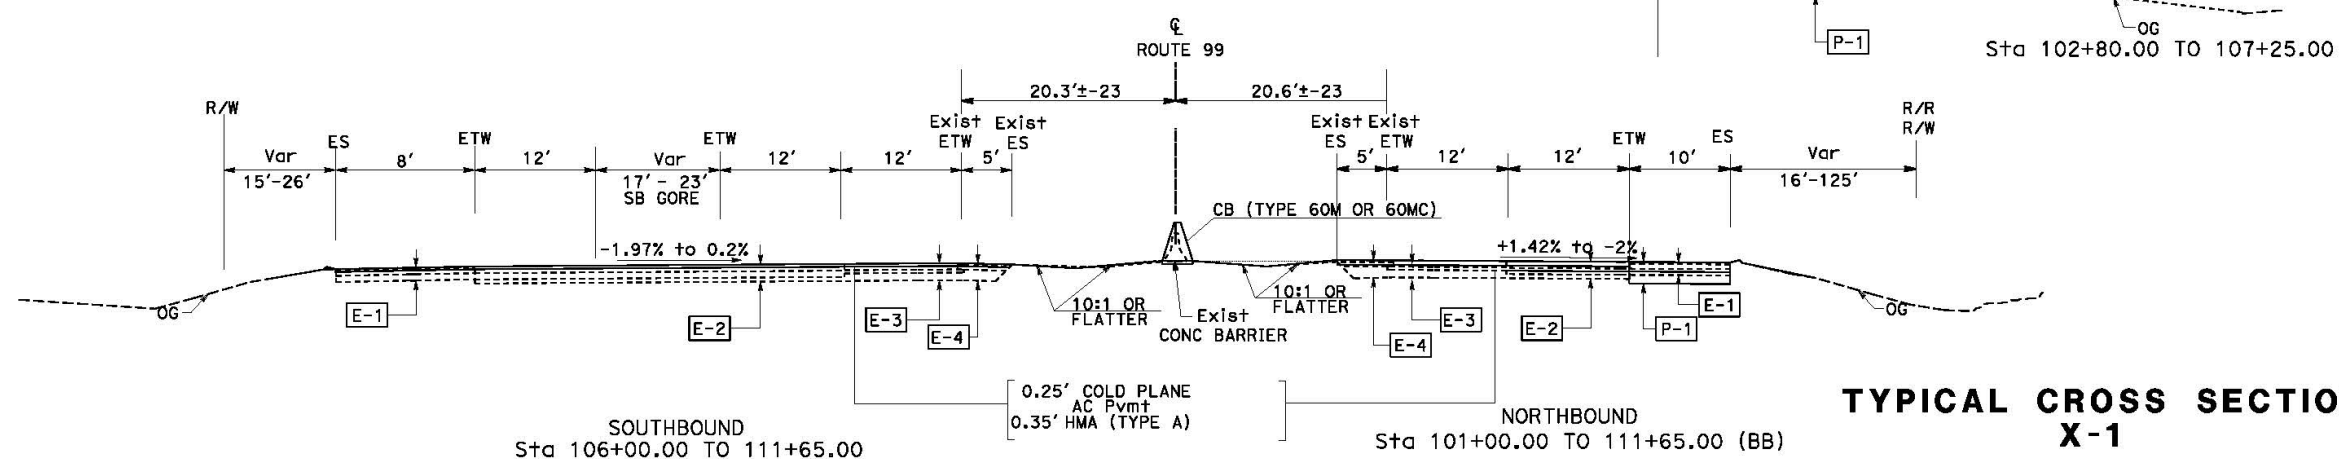 ℄
ROUTE 99
P-1
OG
Sta 102+80.00 TO 107+25.00
20.3'±-23
20.6'±-23
R/W
R/R
R/W
ES
ETW
ETW
Exist
ETW
Exist
ES
Exist
ES
Exist
ETW
ETW
ES
Var
15'-26'
8'
12'
Var
17'- 23'
SB GORE
12'
12'
5'
5'
12'
12'
10'
Var
16'-125'
CB (TYPE 60M OR 60MC)
-1.97% to 0.2%
+1.42% to -2%
OG
E-1
E-2
E-3
E-4
10:1 OR
FLATTER
Exist
CONC BARRIER
10:1 OR
FLATTER
E-4
E-3
E-2
P-1
E-1
OG
0.25' COLD PLANE
AC Pvmt
0.35' HMA (TYPE A)
SOUTHBOUND
Sta 106+00.00 TO 111+65.00
NORTHBOUND
Sta 101+00.00 TO 111+65.00 (BB)
TYPICAL CROSS SECTIO
X-1